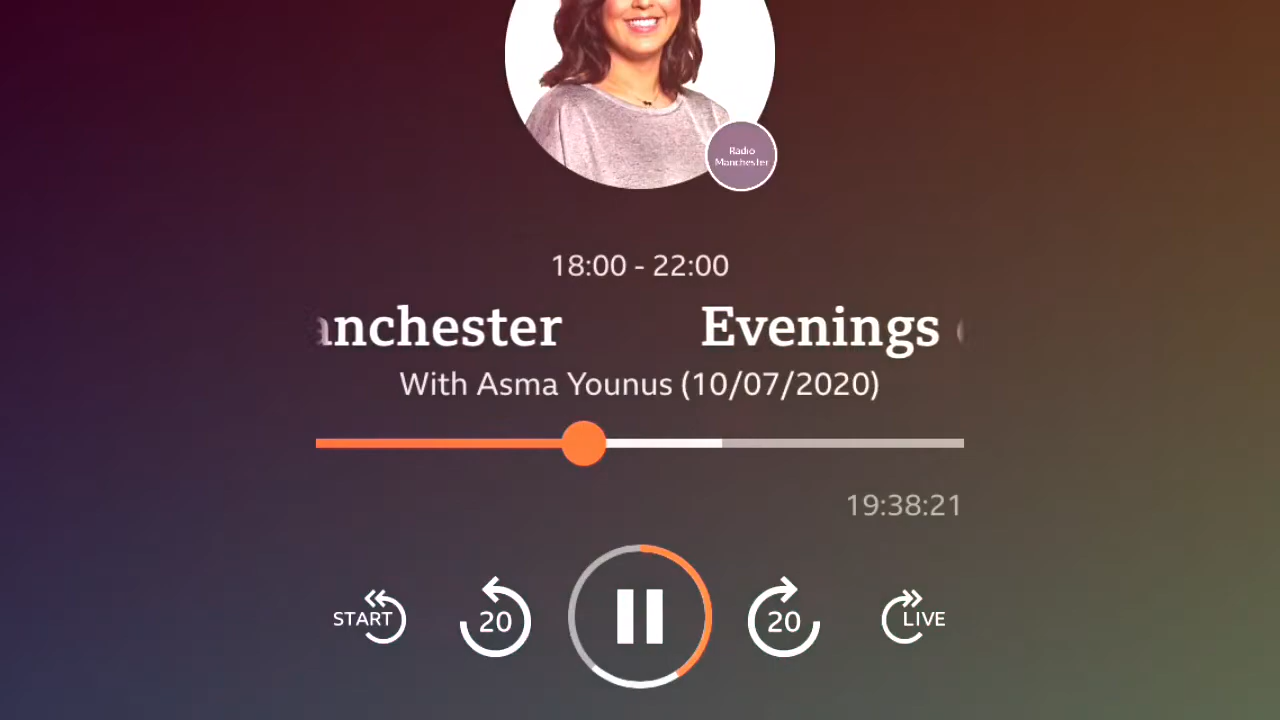 Radio
Manchester
18:00 - 22:00
anchester Evenings
With Asma Younus (10/07/2020)
19:38:21
START 20 20 LIVE